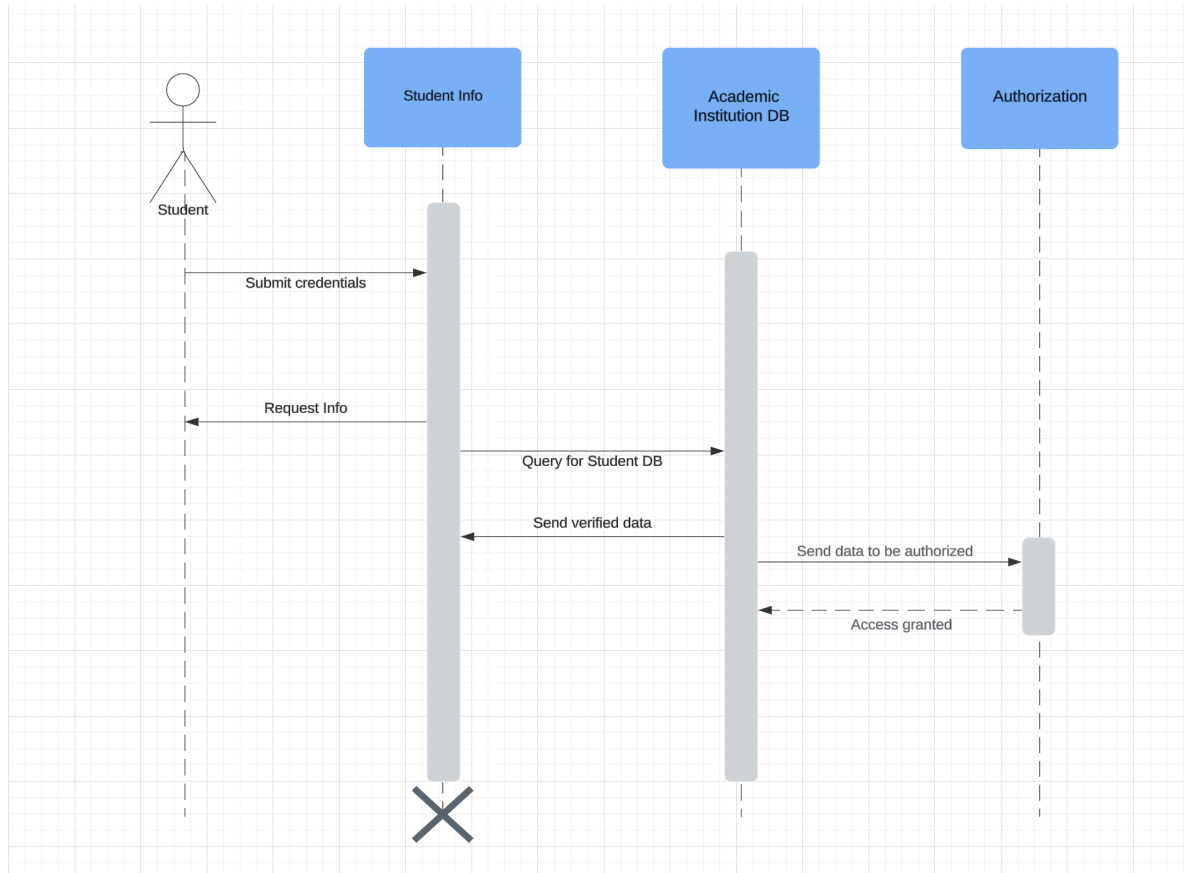 Student Info
Academic
Institution DB
Authorization
Student
Submit credentials
Request Info
Query for Student DB
Send verified data
Send data to be authorized
Access granted